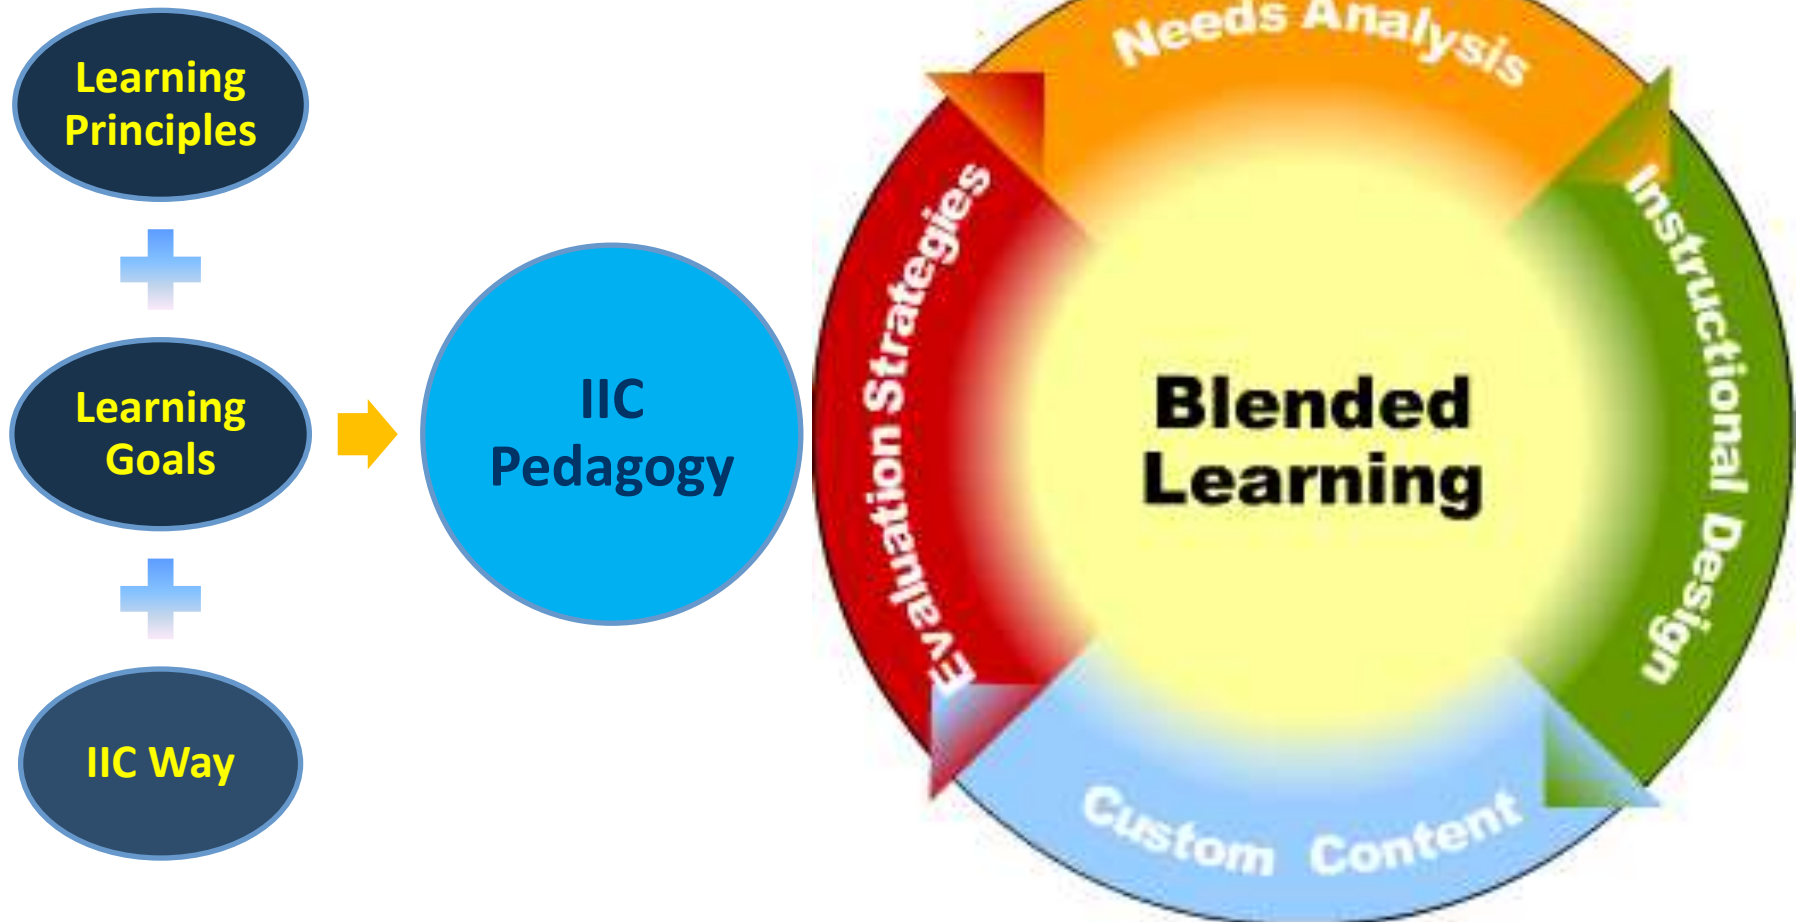 Learning
Principles
Learning
Goals
IIC Way
IIC
Pedagogy
Needs Analysis
Instructional Design
Custom Content
Evaluation Strategies
Blended
Learning